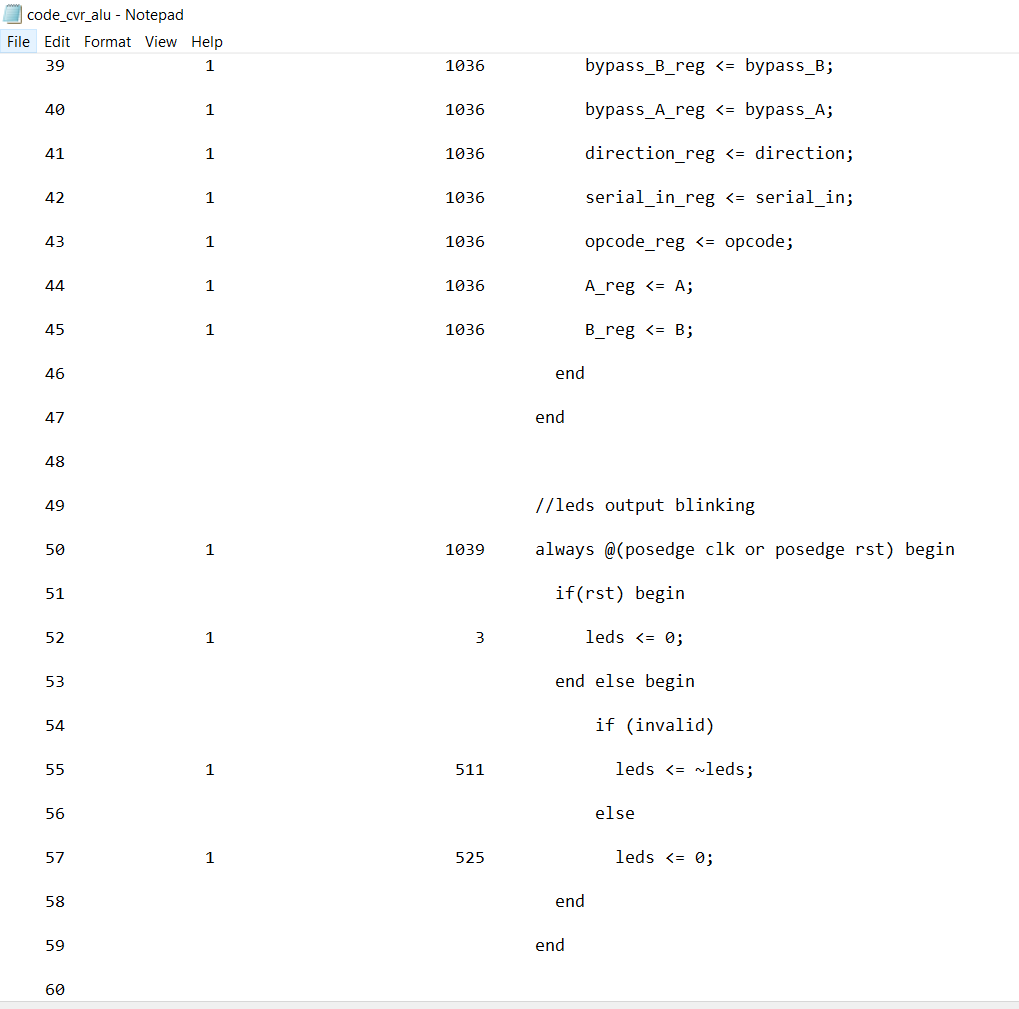 code_cvr_alu - Notepad
File Edit Format View Help
39 1 1036 bypass_B_reg <= bypass_B;
40 1 1036 bypass_A_reg <= bypass_A;
41 1 1036 direction_reg <= direction;
42 1 1036 serial_in_reg <= serial_in;
43 1 1036 opcode_reg <= opcode;
44 1 1036 A_reg <= A;
45 1 1036 B_reg <= B;
46 end
47 end
48
49 //leds output blinking
50 1 1039 always @(posedge clk or posedge rst) begin
51 if(rst) begin
52 1 3 leds <= 0;
53 end else begin
54 if (invalid)
55 1 511 leds <= ~leds;
56 else
57 1 525 leds <= 0;
58 end
59 end
60